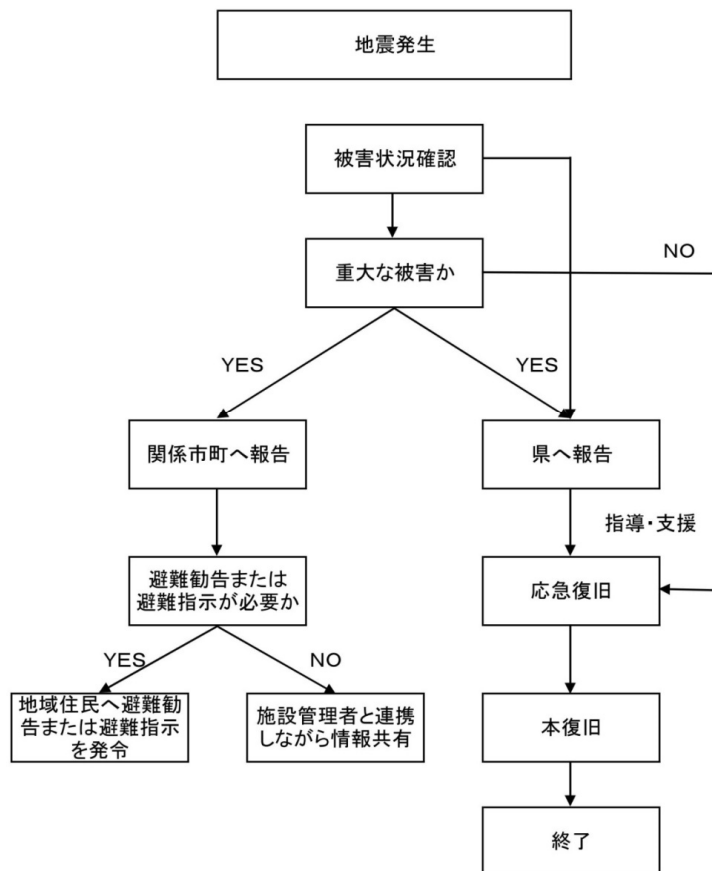 地震発生
被害状況確認
重大な被害か
NO
YES
YES
関係市町へ報告
県へ報告
指導・支援
避難勧告または
避難指示が必要か
応急復旧
YES
NO
地域住民へ避難勧
告または避難指示
を発令
施設管理者と連携
しながら情報共有
本復旧
終了